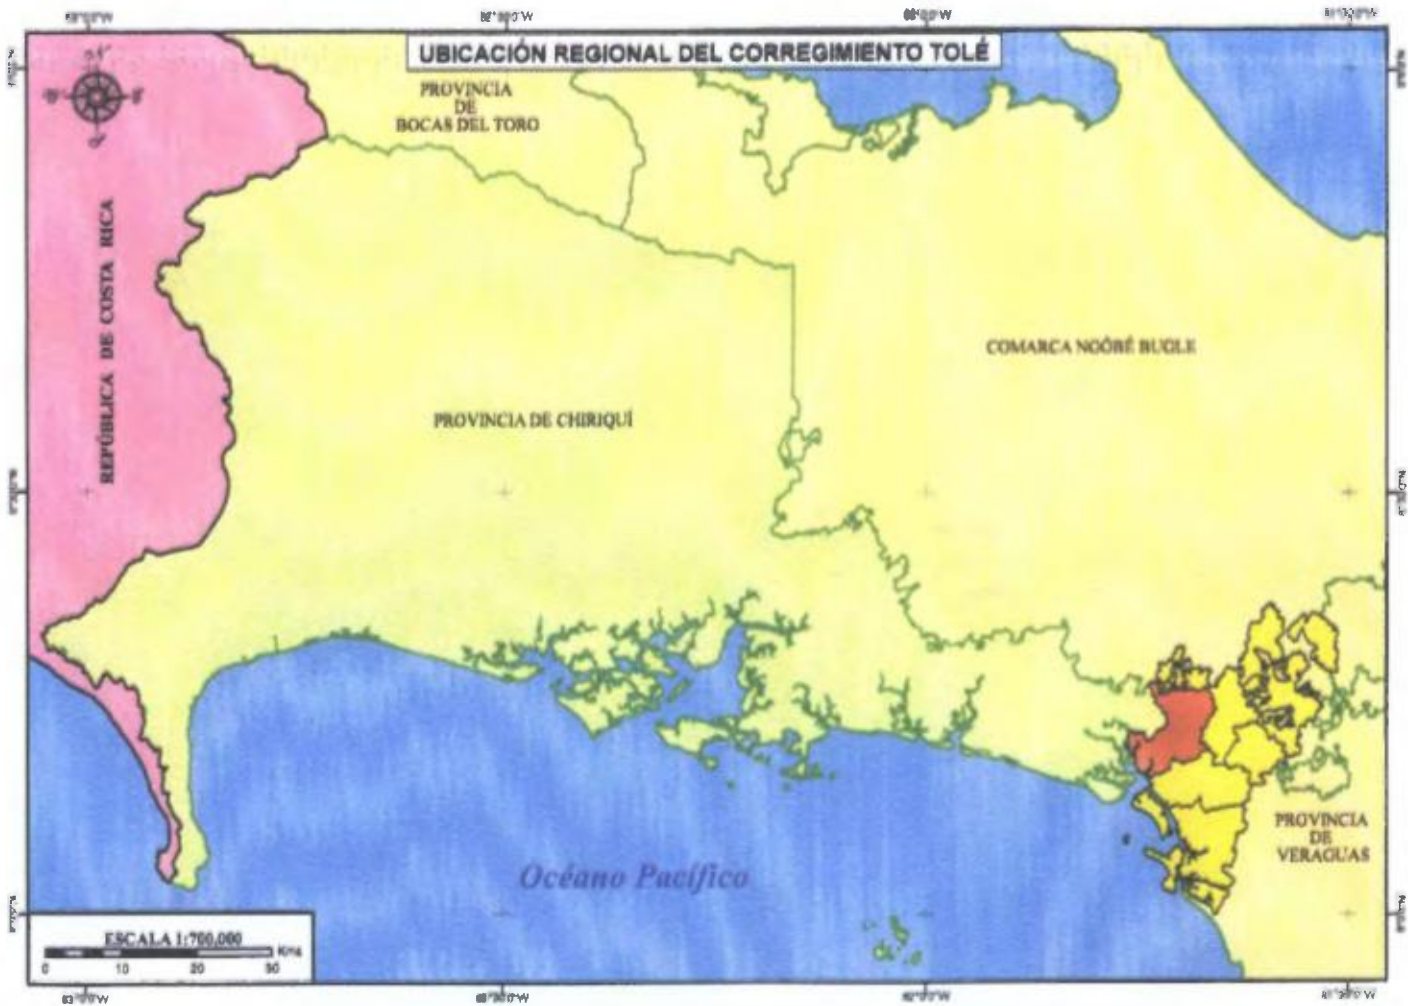 UBICACIÓN REGIONAL DEL CORREGIMIENTO TOLÉ
PROVINCIA
DE
BOCAS DEL TORO
REPÚBLICA DE COSTA RICA
COMARCA NGÖBÉ BUGLE
PROVINCIA DE CHIRIQUÍ
PROVINCIA
DE
VERAGUAS
Océano Pacífico
ESCALA 1:700,000
Kms
0 10 20 30